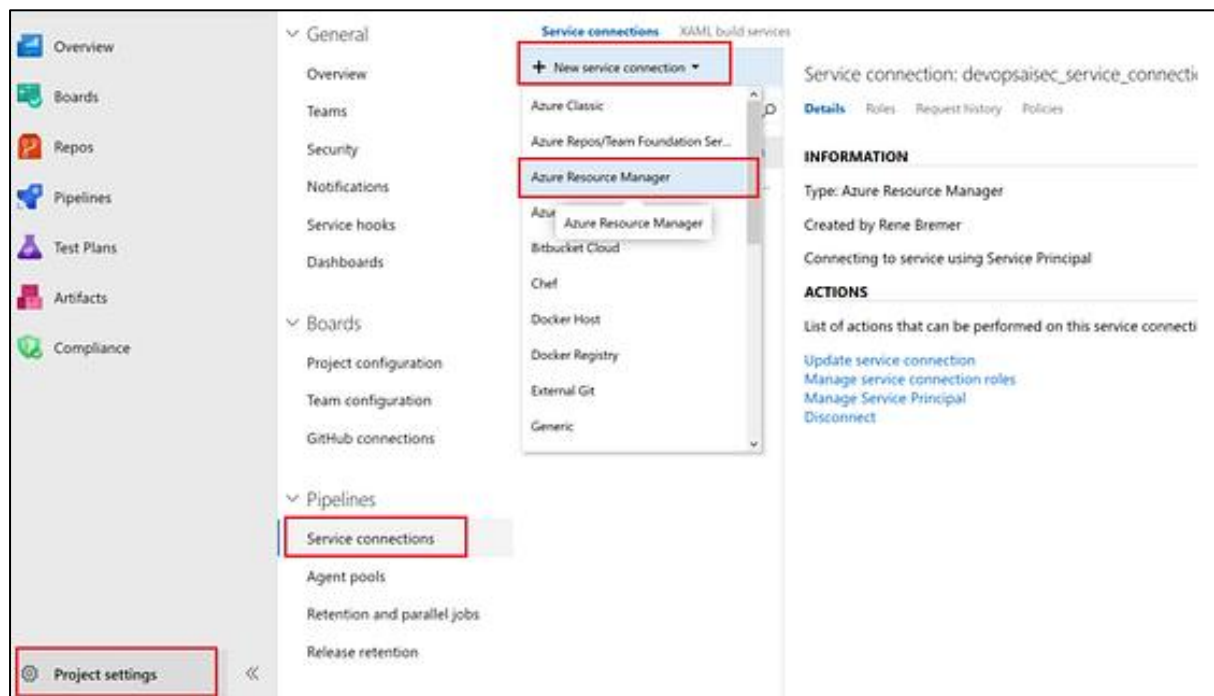 Overview
Boards
Repos
Pipelines
Test Plans
Artifacts
Compliance
Project settings
General
Overview
Teams
Security
Notifications
Service hooks
Dashboards
Boards
Project configuration
Team configuration
GitHub connections
Pipelines
Service connections
Agent pools
Retention and parallel jobs
Release retention
Service connections XAML build services
+ New service connection
Azure Classic
Azure Repos/Team Foundation Ser...
Azure Resource Manager
Azure Resource Manager
Bitbucket Cloud
Chef
Docker Host
Docker Registry
External Git
Generic
Service connection: devopsaisec_service_connecti
Details Roles Request history Policies
INFORMATION
Type: Azure Resource Manager
Created by Rene Bremer
Connecting to service using Service Principal
ACTIONS
List of actions that can be performed on this service connecti
Update service connection
Manage service connection roles
Manage Service Principal
Disconnect